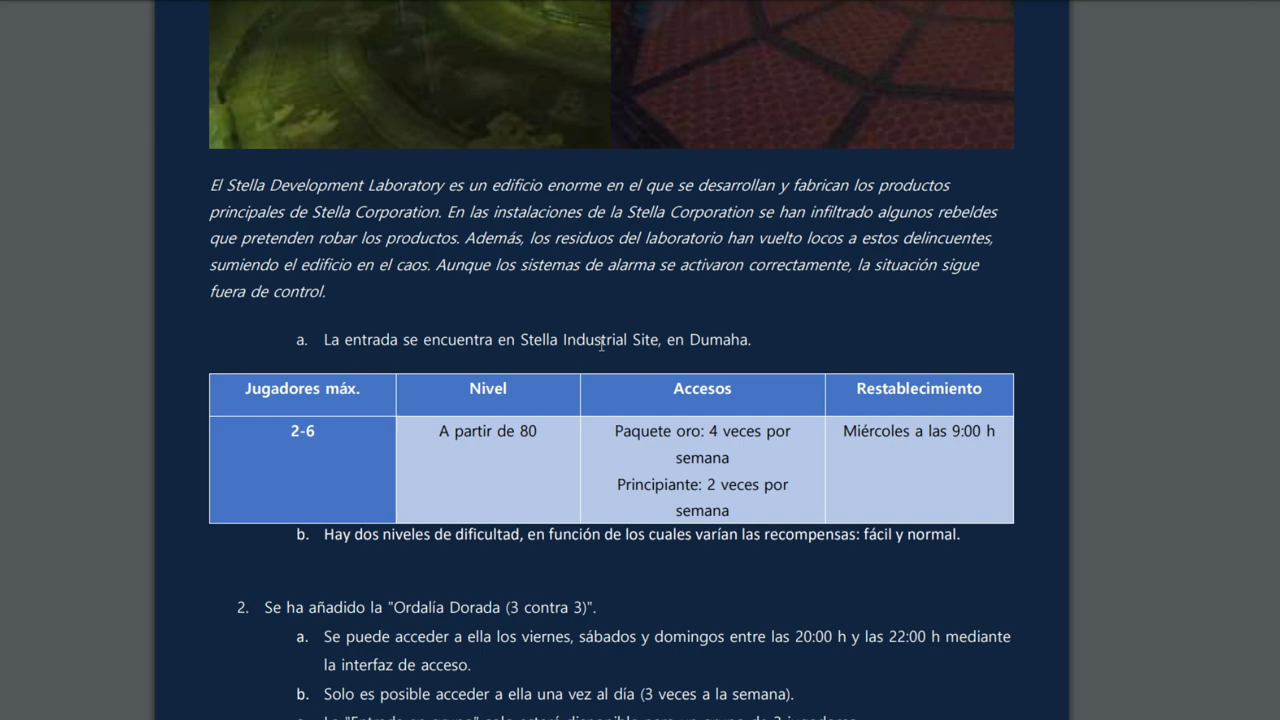 El Stella Development Laboratory es un edificio enorme en el que se desarrollan y fabrican los productos
principales de Stella Corporation. En las instalaciones de la Stella Corporation se han infiltrado algunos rebeldes
que pretenden robar los productos. Además, los residuos del laboratorio han vuelto locos a estos delincuentes,
sumiendo el edificio en el caos. Aunque los sistemas de alarma se activaron correctamente, la situación sigue
fuera de control.
a. La entrada se encuentra en Stella Industrial Site, en Dumaha.
Jugadores máx. Nivel Accesos Restablecimiento
2-6 A partir de 80 Paquete oro: 4 veces por Miércoles a las 9:00 h
semana
Principiante: 2 veces por
semana
b. Hay dos niveles de dificultad, en función de los cuales varían las recompensas: fácil y normal.
2. Se ha añadido la "Ordalía Dorada (3 contra 3)".
a. Se puede acceder a ella los viernes, sábados y domingos entre las 20:00 h y las 22:00 h mediante
la interfaz de acceso.
b. Solo es posible acceder a ella una vez al día (3 veces a la semana).